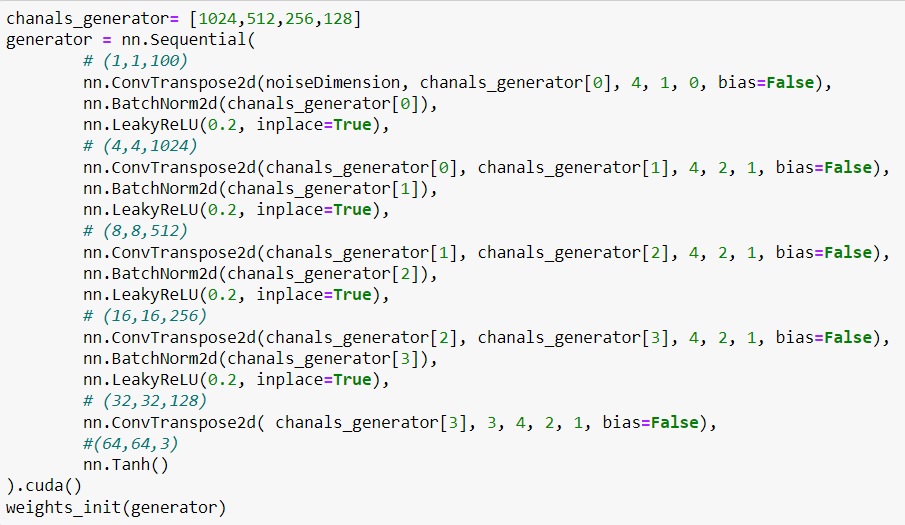 chanals_generator= [1024,512,256,128]
generator = nn.Sequential(
        # (1,1,100)
        nn.ConvTranspose2d(noiseDimension, chanals_generator[0], 4, 1, 0, bias=False),
        nn.BatchNorm2d(chanals_generator[0]),
        nn.LeakyReLU(0.2, inplace=True),
        # (4,4,1024)
        nn.ConvTranspose2d(chanals_generator[0], chanals_generator[1], 4, 2, 1, bias=False),
        nn.BatchNorm2d(chanals_generator[1]),
        nn.LeakyReLU(0.2, inplace=True),
        # (8,8,512)
        nn.ConvTranspose2d(chanals_generator[1], chanals_generator[2], 4, 2, 1, bias=False),
        nn.BatchNorm2d(chanals_generator[2]),
        nn.LeakyReLU(0.2, inplace=True),
        # (16,16,256)
        nn.ConvTranspose2d(chanals_generator[2], chanals_generator[3], 4, 2, 1, bias=False),
        nn.BatchNorm2d(chanals_generator[3]),
        nn.LeakyReLU(0.2, inplace=True),
        # (32,32,128)
        nn.ConvTranspose2d( chanals_generator[3], 3, 4, 2, 1, bias=False),
        #(64,64,3)
        nn.Tanh()
).cuda()
weights_init(generator)